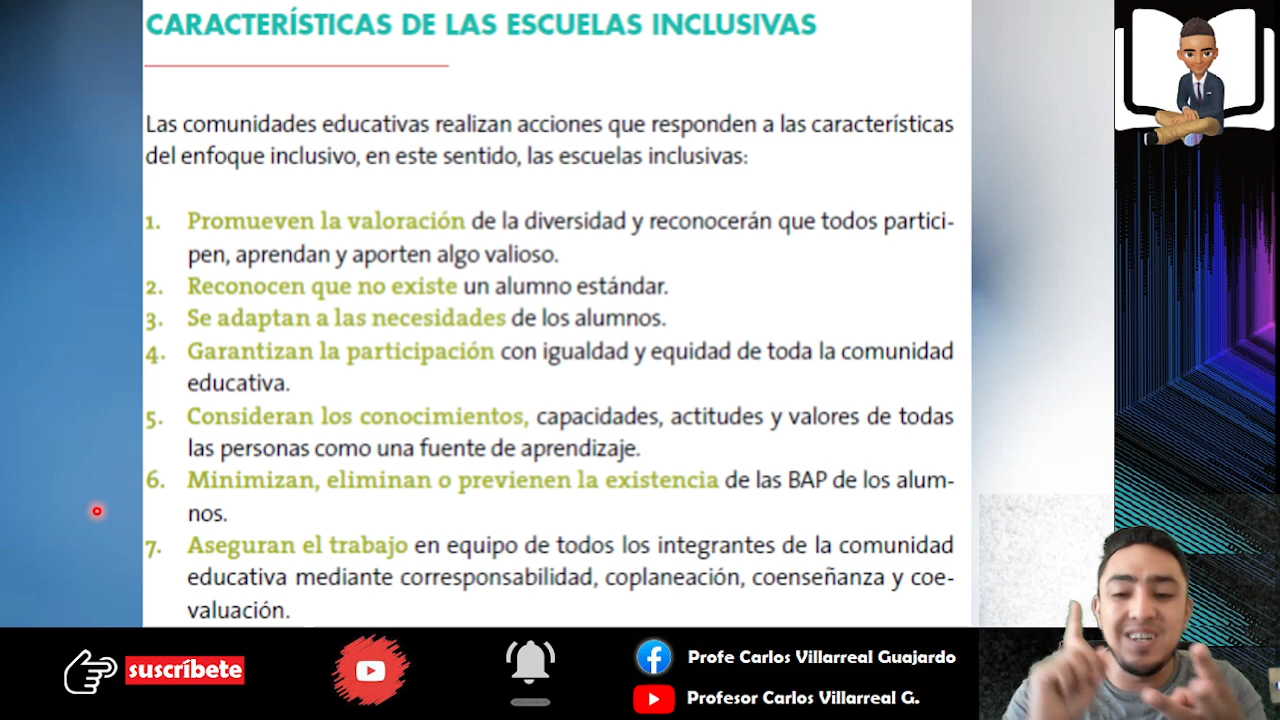 CARACTERÍSTICAS DE LAS ESCUELAS INCLUSIVAS
Las comunidades educativas realizan acciones que responden a las características
del enfoque inclusivo, en este sentido, las escuelas inclusivas:
1. Promueven la valoración de la diversidad y reconocerán que todos partici-
pen, aprendan y aporten algo valioso.
2. Reconocen que no existe un alumno estándar.
3. Se adaptan a las necesidades de los alumnos.
4. Garantizan la participación con igualdad y equidad de toda la comunidad
educativa.
5. Consideran los conocimientos, capacidades, actitudes y valores de todas
las personas como una fuente de aprendizaje.
6. Minimizan, eliminan o previenen la existencia de las BAP de los alum-
nos.
7. Aseguran el trabajo en equipo de todos los integrantes de la comunidad
educativa mediante corresponsabilidad, coplaneación, coenseñanza y coe-
valuación.
suscríbete
Profe Carlos Villarreal Guajardo
Profesor Carlos Villarreal G.